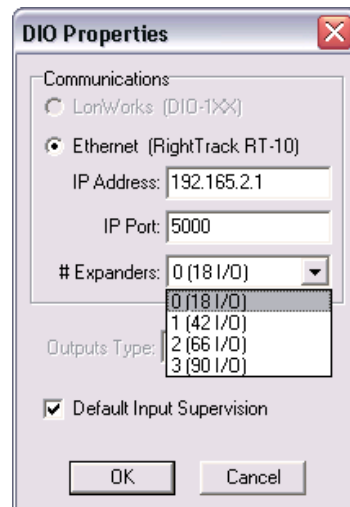 DIO Properties
Communications
LonWorks (DIO-1XX)
Ethernet (RightTrack RT-10)
IP Address: 192.165.2.1
IP Port: 5000
# Expanders: 0 (18 I/O)
0 (18 I/O)
1 (42 I/O)
2 (66 I/O)
3 (90 I/O)
Outputs Type:
Default Input Supervision
OK Cancel